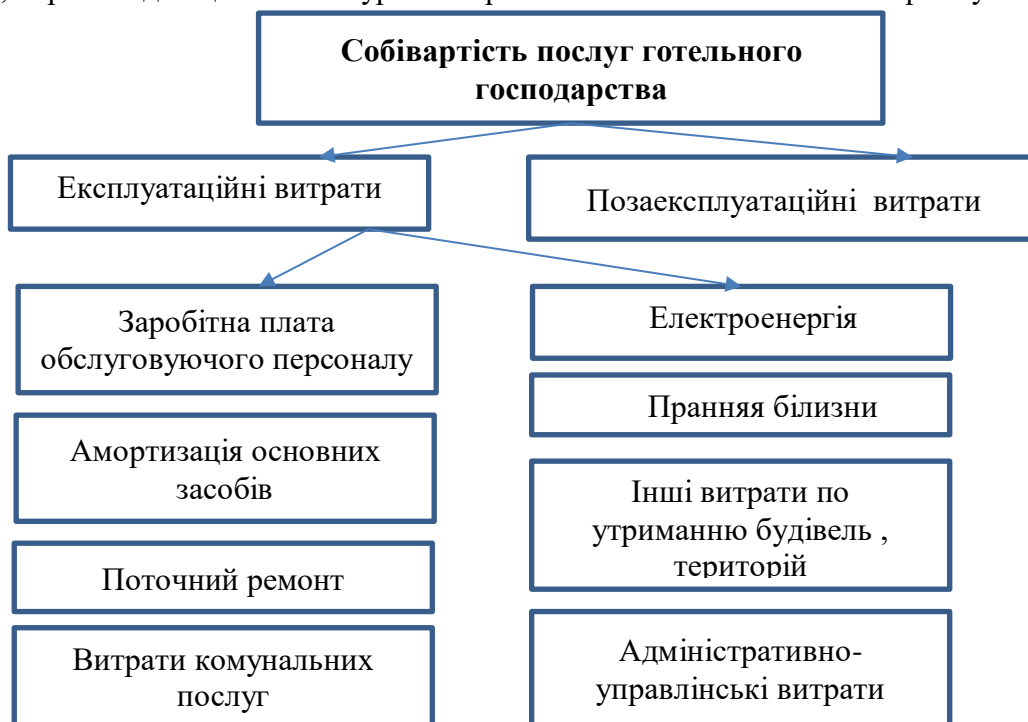 Собівартість послуг готельного
господарства
Експлуатаційні витрати
Позаексплуатаційні витрати
Заробітна плата
обслуговуючого персоналу
Електроенергія
Пранняя білизни
Амортизація основних
засобів
Інші витрати по
утриманню будівель ,
територій
Поточний ремонт
Витрати комунальних
послуг
Адміністративно-
управлінські витрати